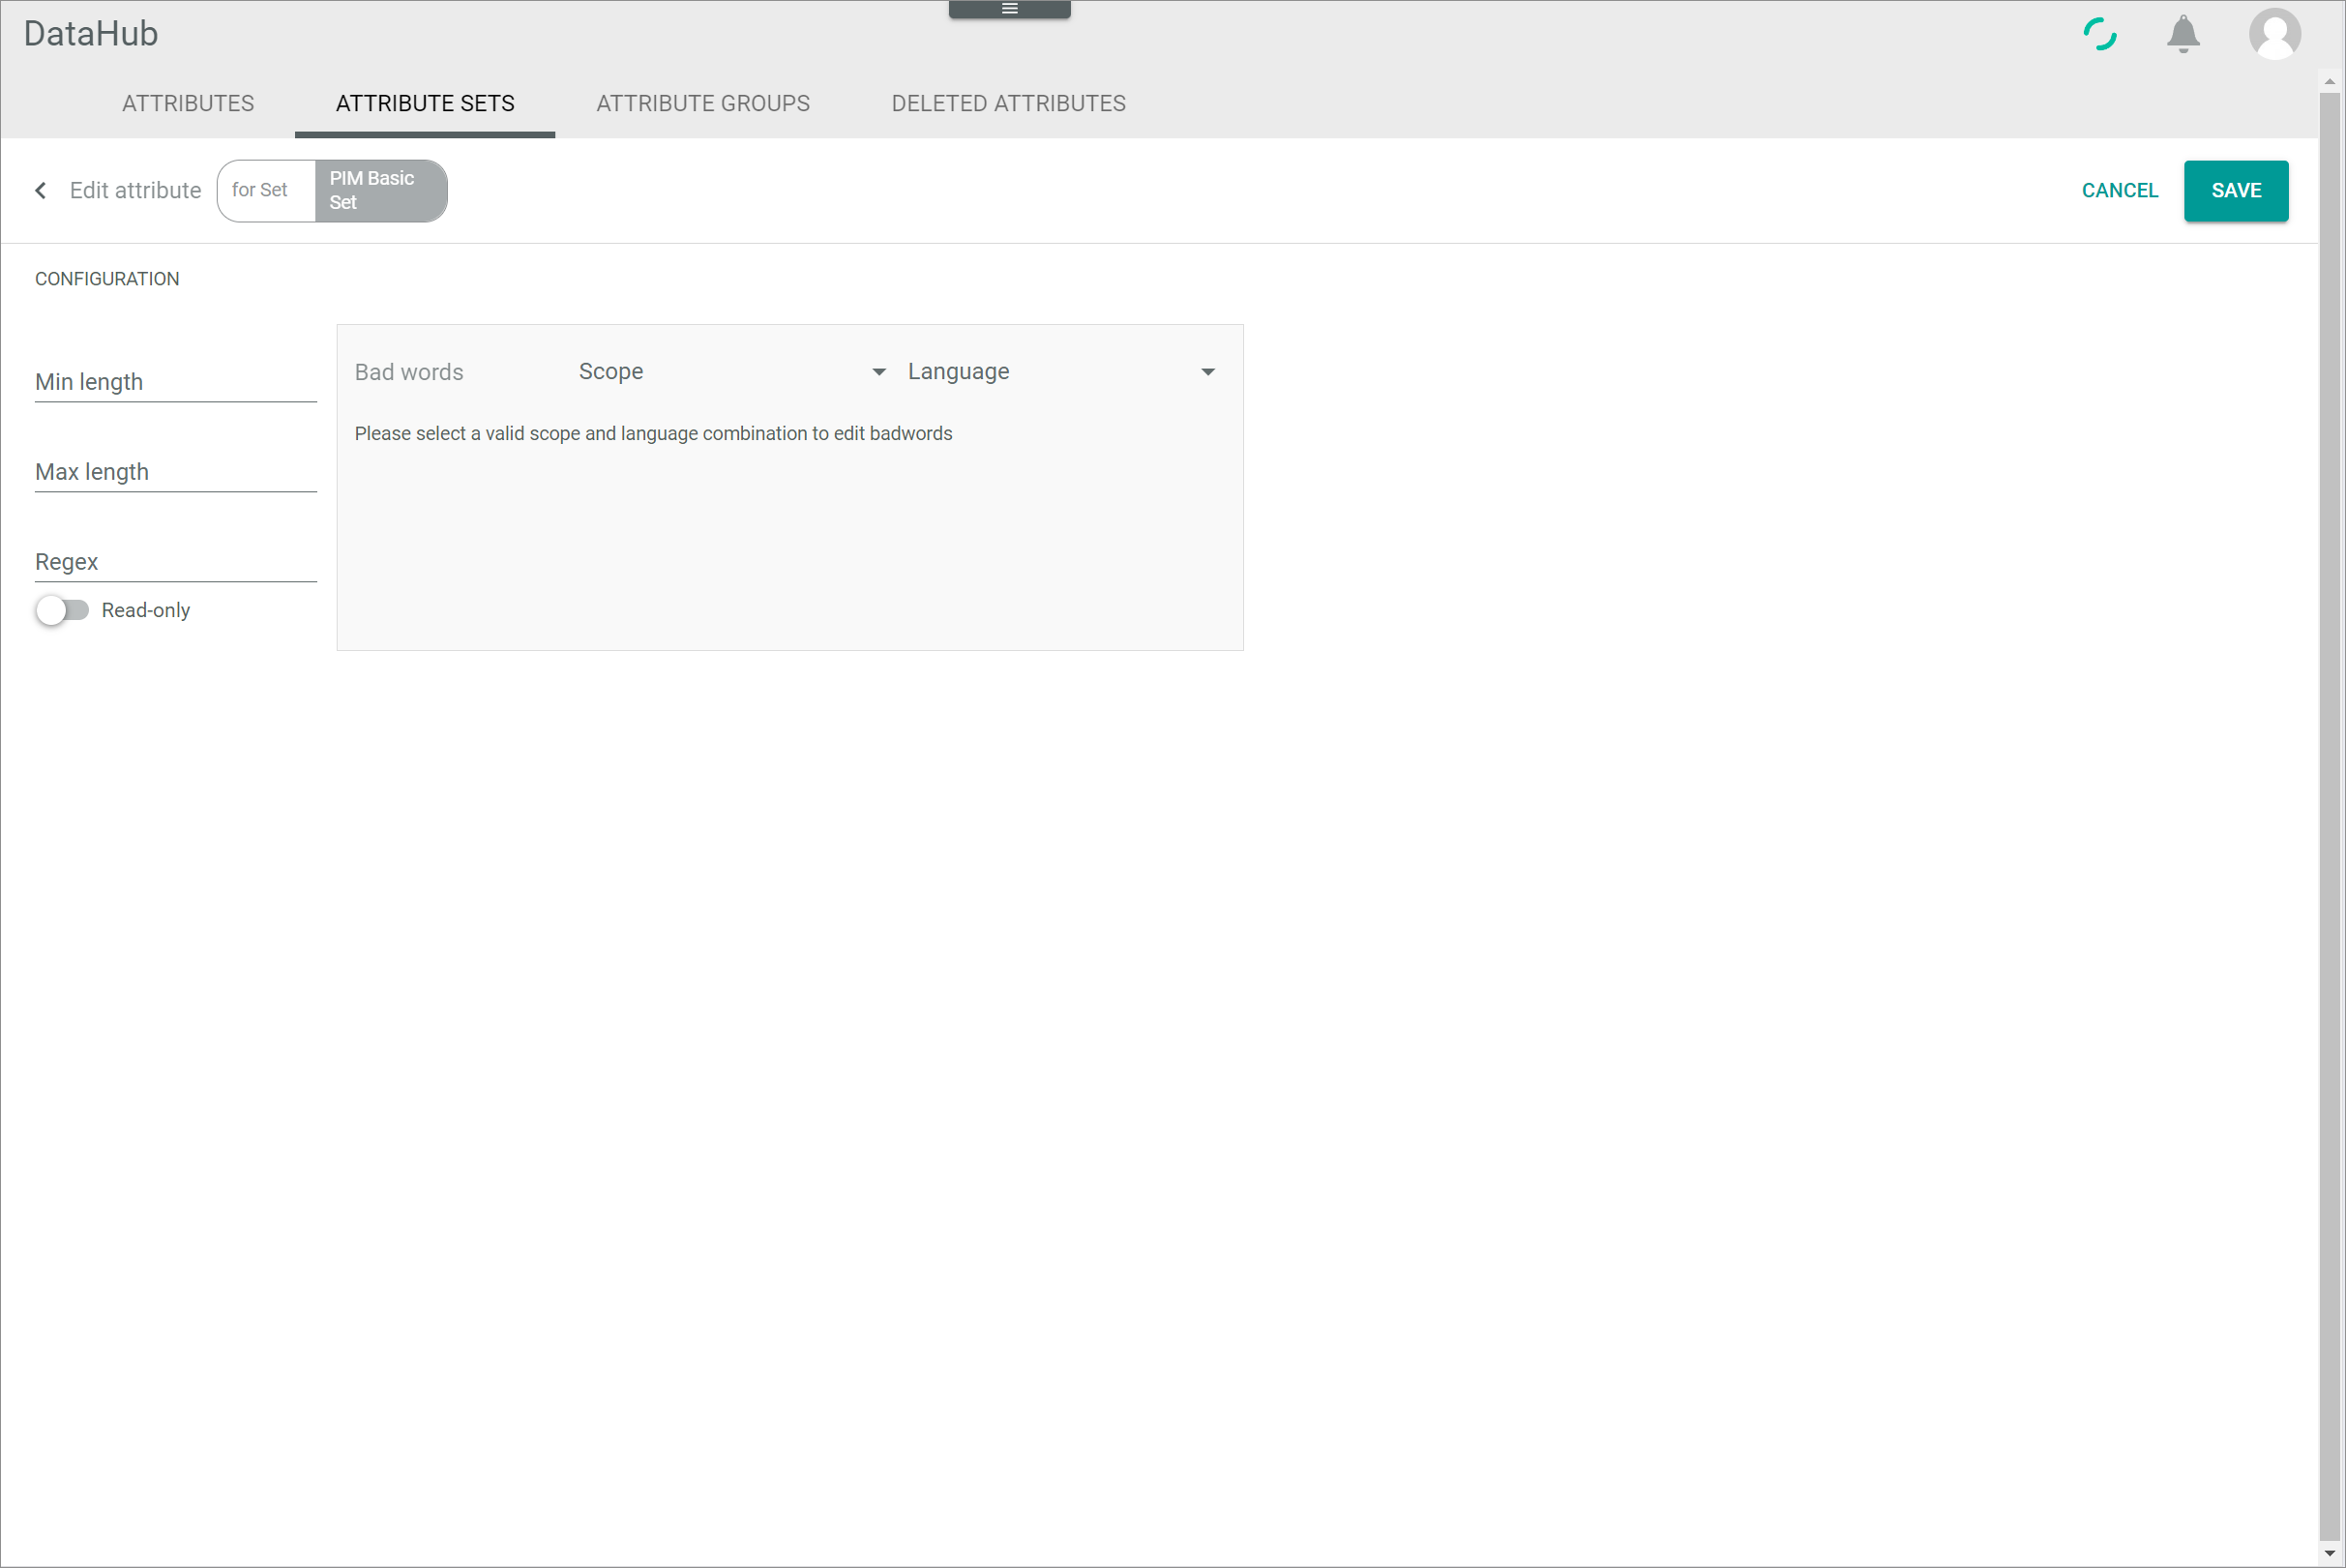 DataHub
ATTRIBUTES
ATTRIBUTE SETS
ATTRIBUTE GROUPS
DELETED ATTRIBUTES
Edit attribute
for Set
PIM Basic
Set
CANCEL
SAVE
CONFIGURATION
Min length
Max length
Regex
Read-only
Bad words
Scope
Language
Please select a valid scope and language combination to edit badwords